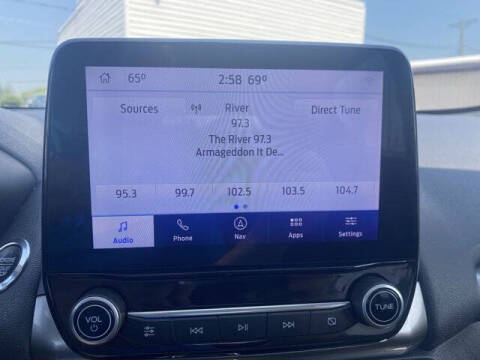 65° 2:58 69°
Sources River Direct Tune
97.3
The River 97.3
Armageddon It De...
95.3 99.7 102.5 103.5 104.7
Audio Phone Nav Apps Settings
VOL TUNE